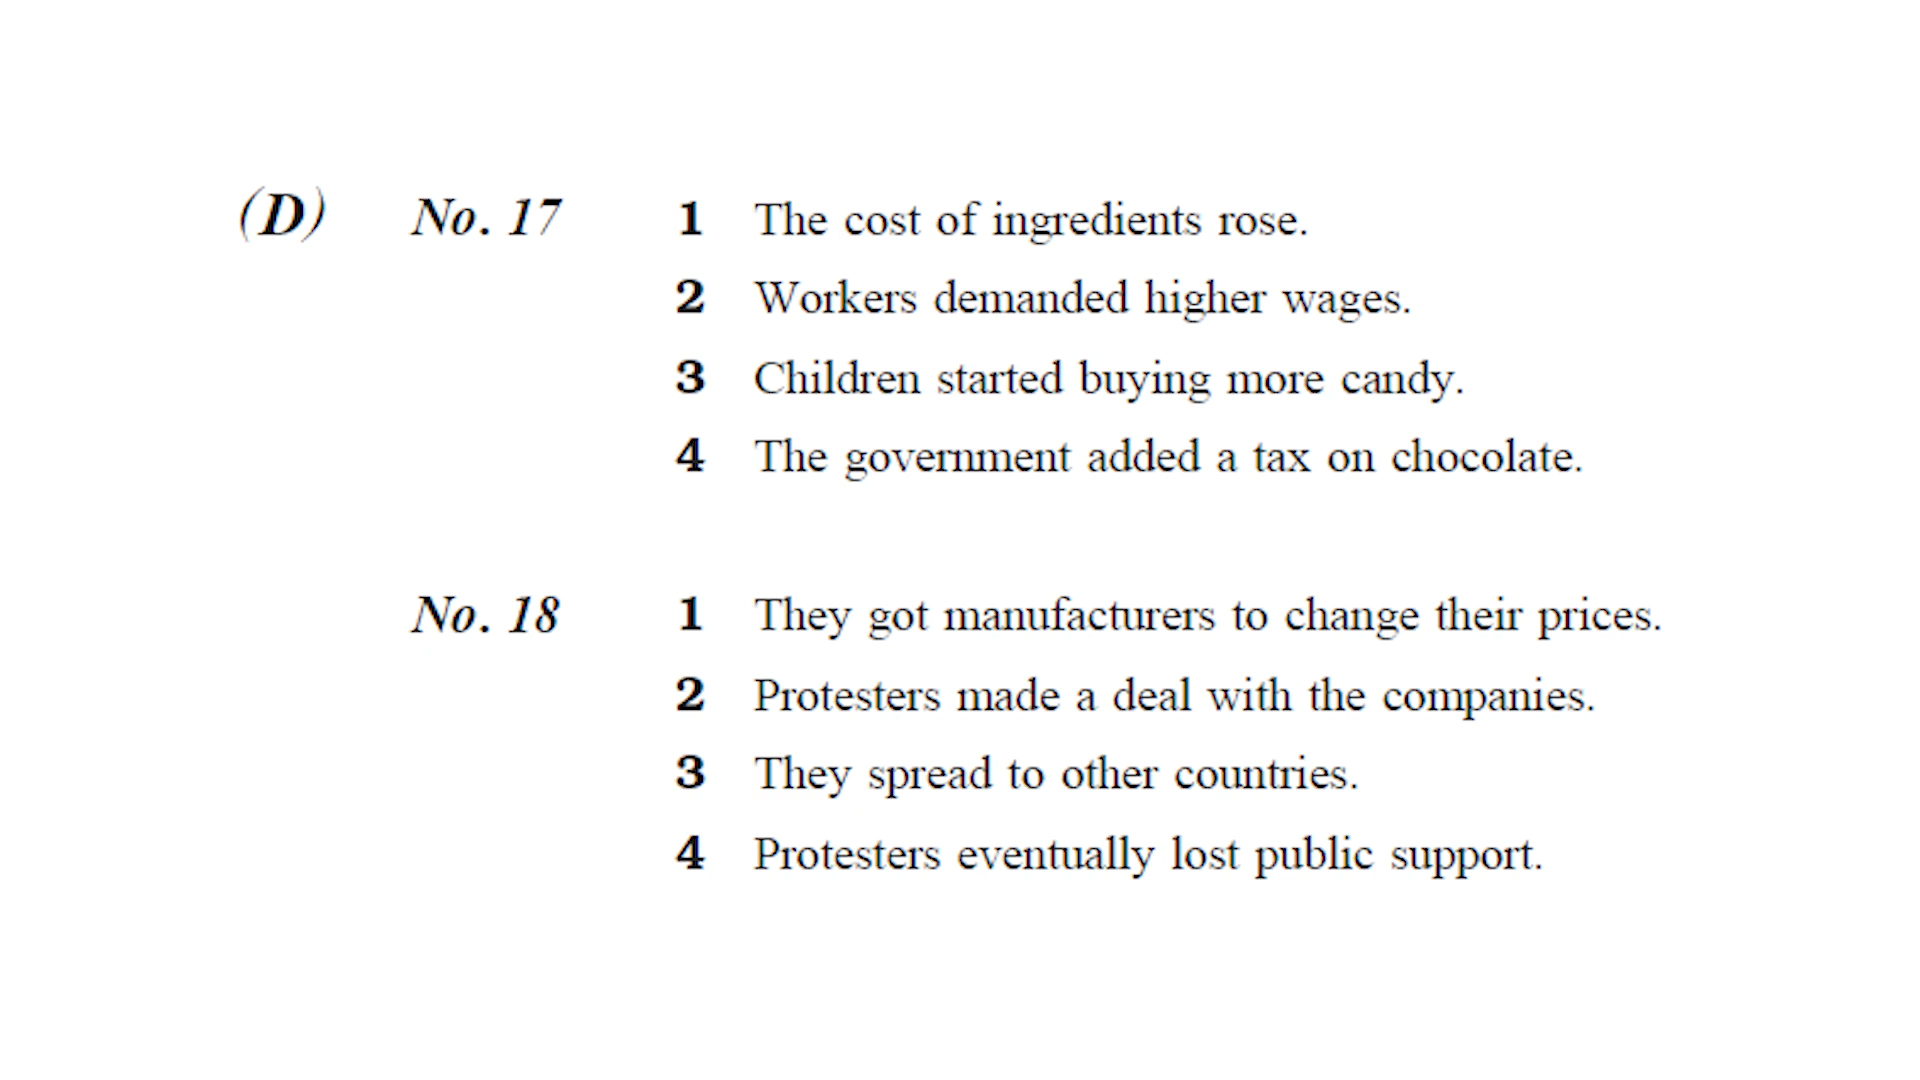 (D) No. 17 1 The cost of ingredients rose.
2 Workers demanded higher wages.
3 Children started buying more candy.
4 The government added a tax on chocolate.
No. 18 1 They got manufacturers to change their prices.
2 Protesters made a deal with the companies.
3 They spread to other countries.
4 Protesters eventually lost public support.